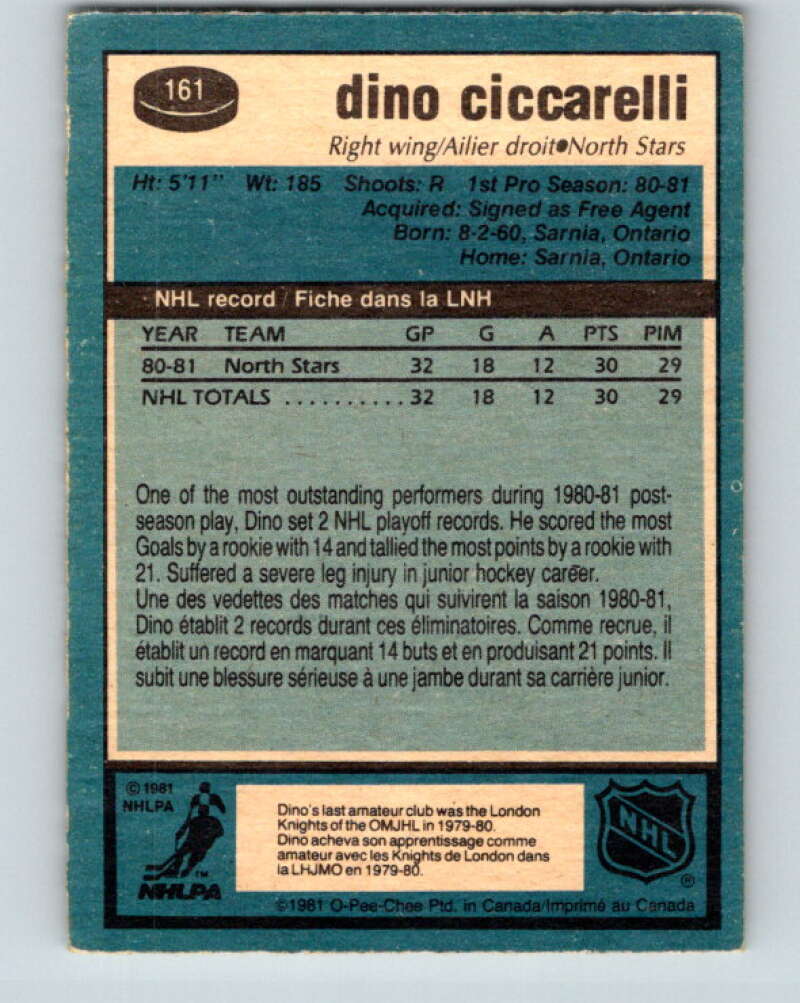 161
dino ciccarelli
Right wing/Ailier droit•North Stars
Ht: 5'11" Wt: 185 Shoots: R 1st Pro Season: 80-81
Acquired: Signed as Free Agent
Born: 8-2-60, Sarnia, Ontario
Home: Sarnia, Ontario
NHL record / Fiche dans la LNH
YEAR TEAM GP G A PTS PIM
80-81 North Stars 32 18 12 30 29
NHL TOTALS .......... 32 18 12 30 29
One of the most outstanding performers during 1980-81 post-
season play, Dino set 2 NHL playoff records. He scored the most
Goals by a rookie with 14 and tallied the most points by a rookie with
21. Suffered a severe leg injury in junior hockey career.
Une des vedettes des matches qui suivirent la saison 1980-81,
Dino établit 2 records durant ces éliminatoires. Comme recrue, il
établit un record en marquant 14 buts et en produisant 21 points. Il
subit une blessure sérieuse à une jambe durant sa carrière junior.
© 1981
NHLPA
NHLPA
TM
Dino's last amateur club was the London
Knights of the OMJHL in 1979-80.
Dino acheva son apprentissage comme
amateur avec les Knights de London dans
la LHJMO en 1979-80.
NHL
®
©1981 O-Pee-Chee Ptd. in Canada/Imprimé au Canada